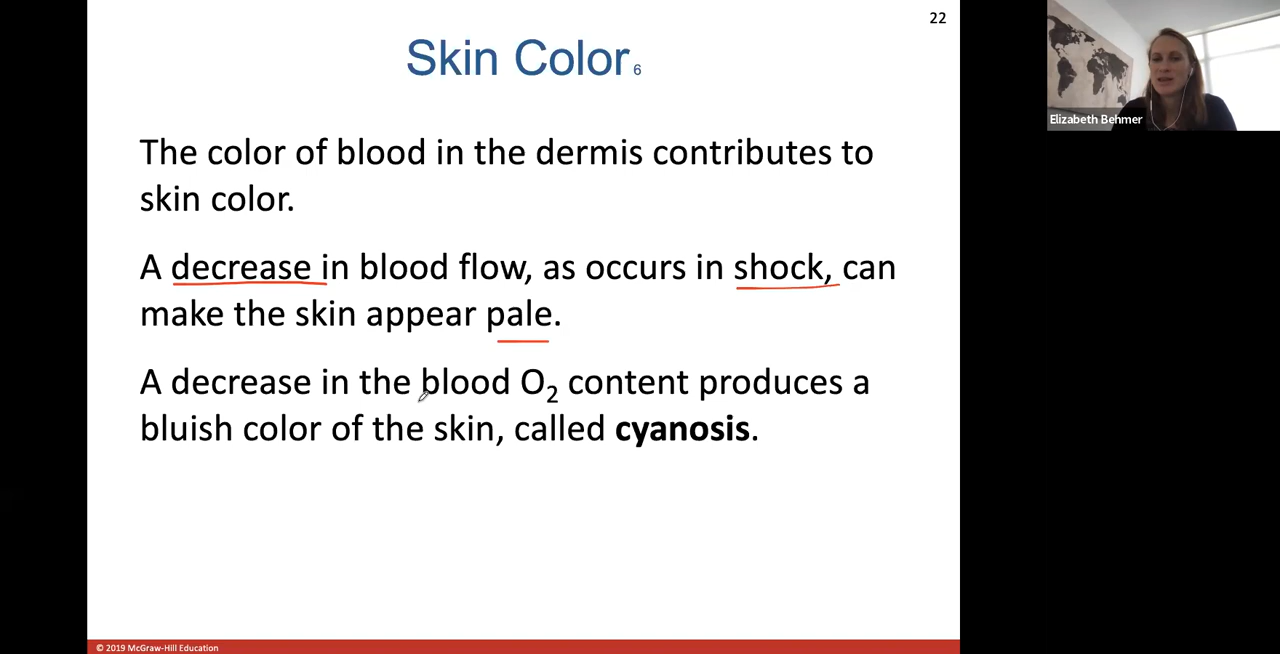 22
Skin Color 6
Elizabeth Behmer
The color of blood in the dermis contributes to
skin color.
A decrease in blood flow, as occurs in shock, can
make the skin appear pale.
A decrease in the blood O₂ content produces a
bluish color of the skin, called cyanosis.
© 2019 McGraw-Hill Education